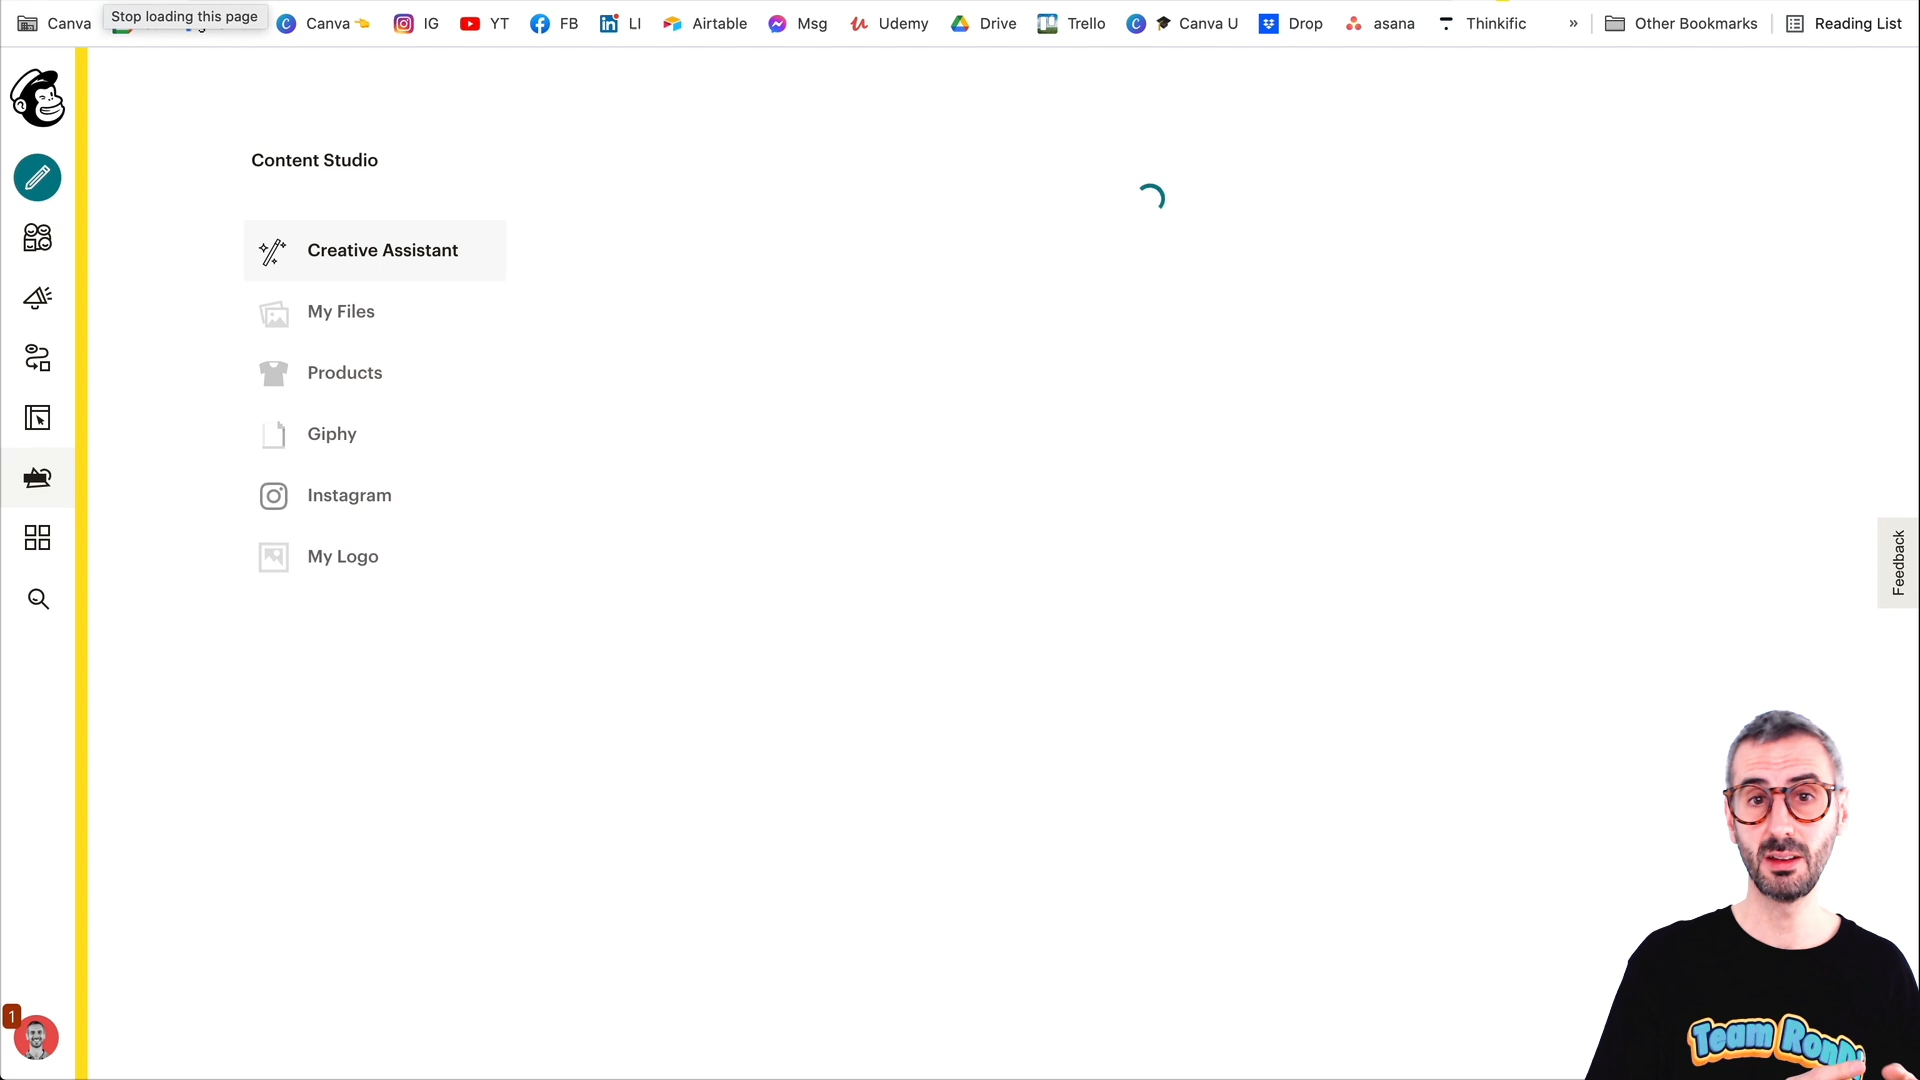 Stop loading this page
Canva
Canva
IG
YT
FB
LI
Airtable
Msg
Udemy
Drive
Trello
Canva U
Drop
asana
Thinkific
»
Other Bookmarks
Reading List
Content Studio
Creative Assistant
My Files
Products
Giphy
Instagram
My Logo
Feedback
1
Team